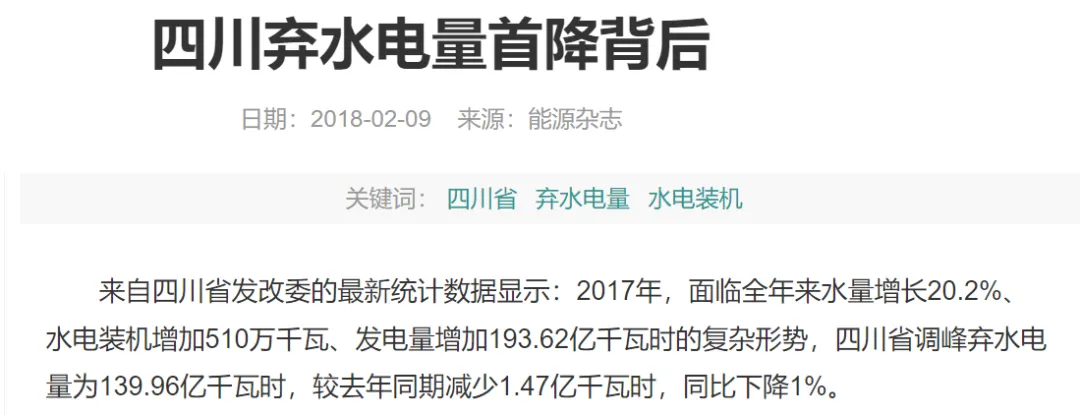 四川弃水电量首降背后
日期：2018-02-09 来源：能源杂志
关键词： 四川省 弃水电量 水电装机
来自四川省发改委的最新统计数据显示：2017年，面临全年来水量增长20.2%、
水电装机增加510万千瓦、发电量增加193.62亿千瓦时的复杂形势，四川省调峰弃水电
量为139.96亿千瓦时，较去年同期减少1.47亿千瓦时，同比下降1%。